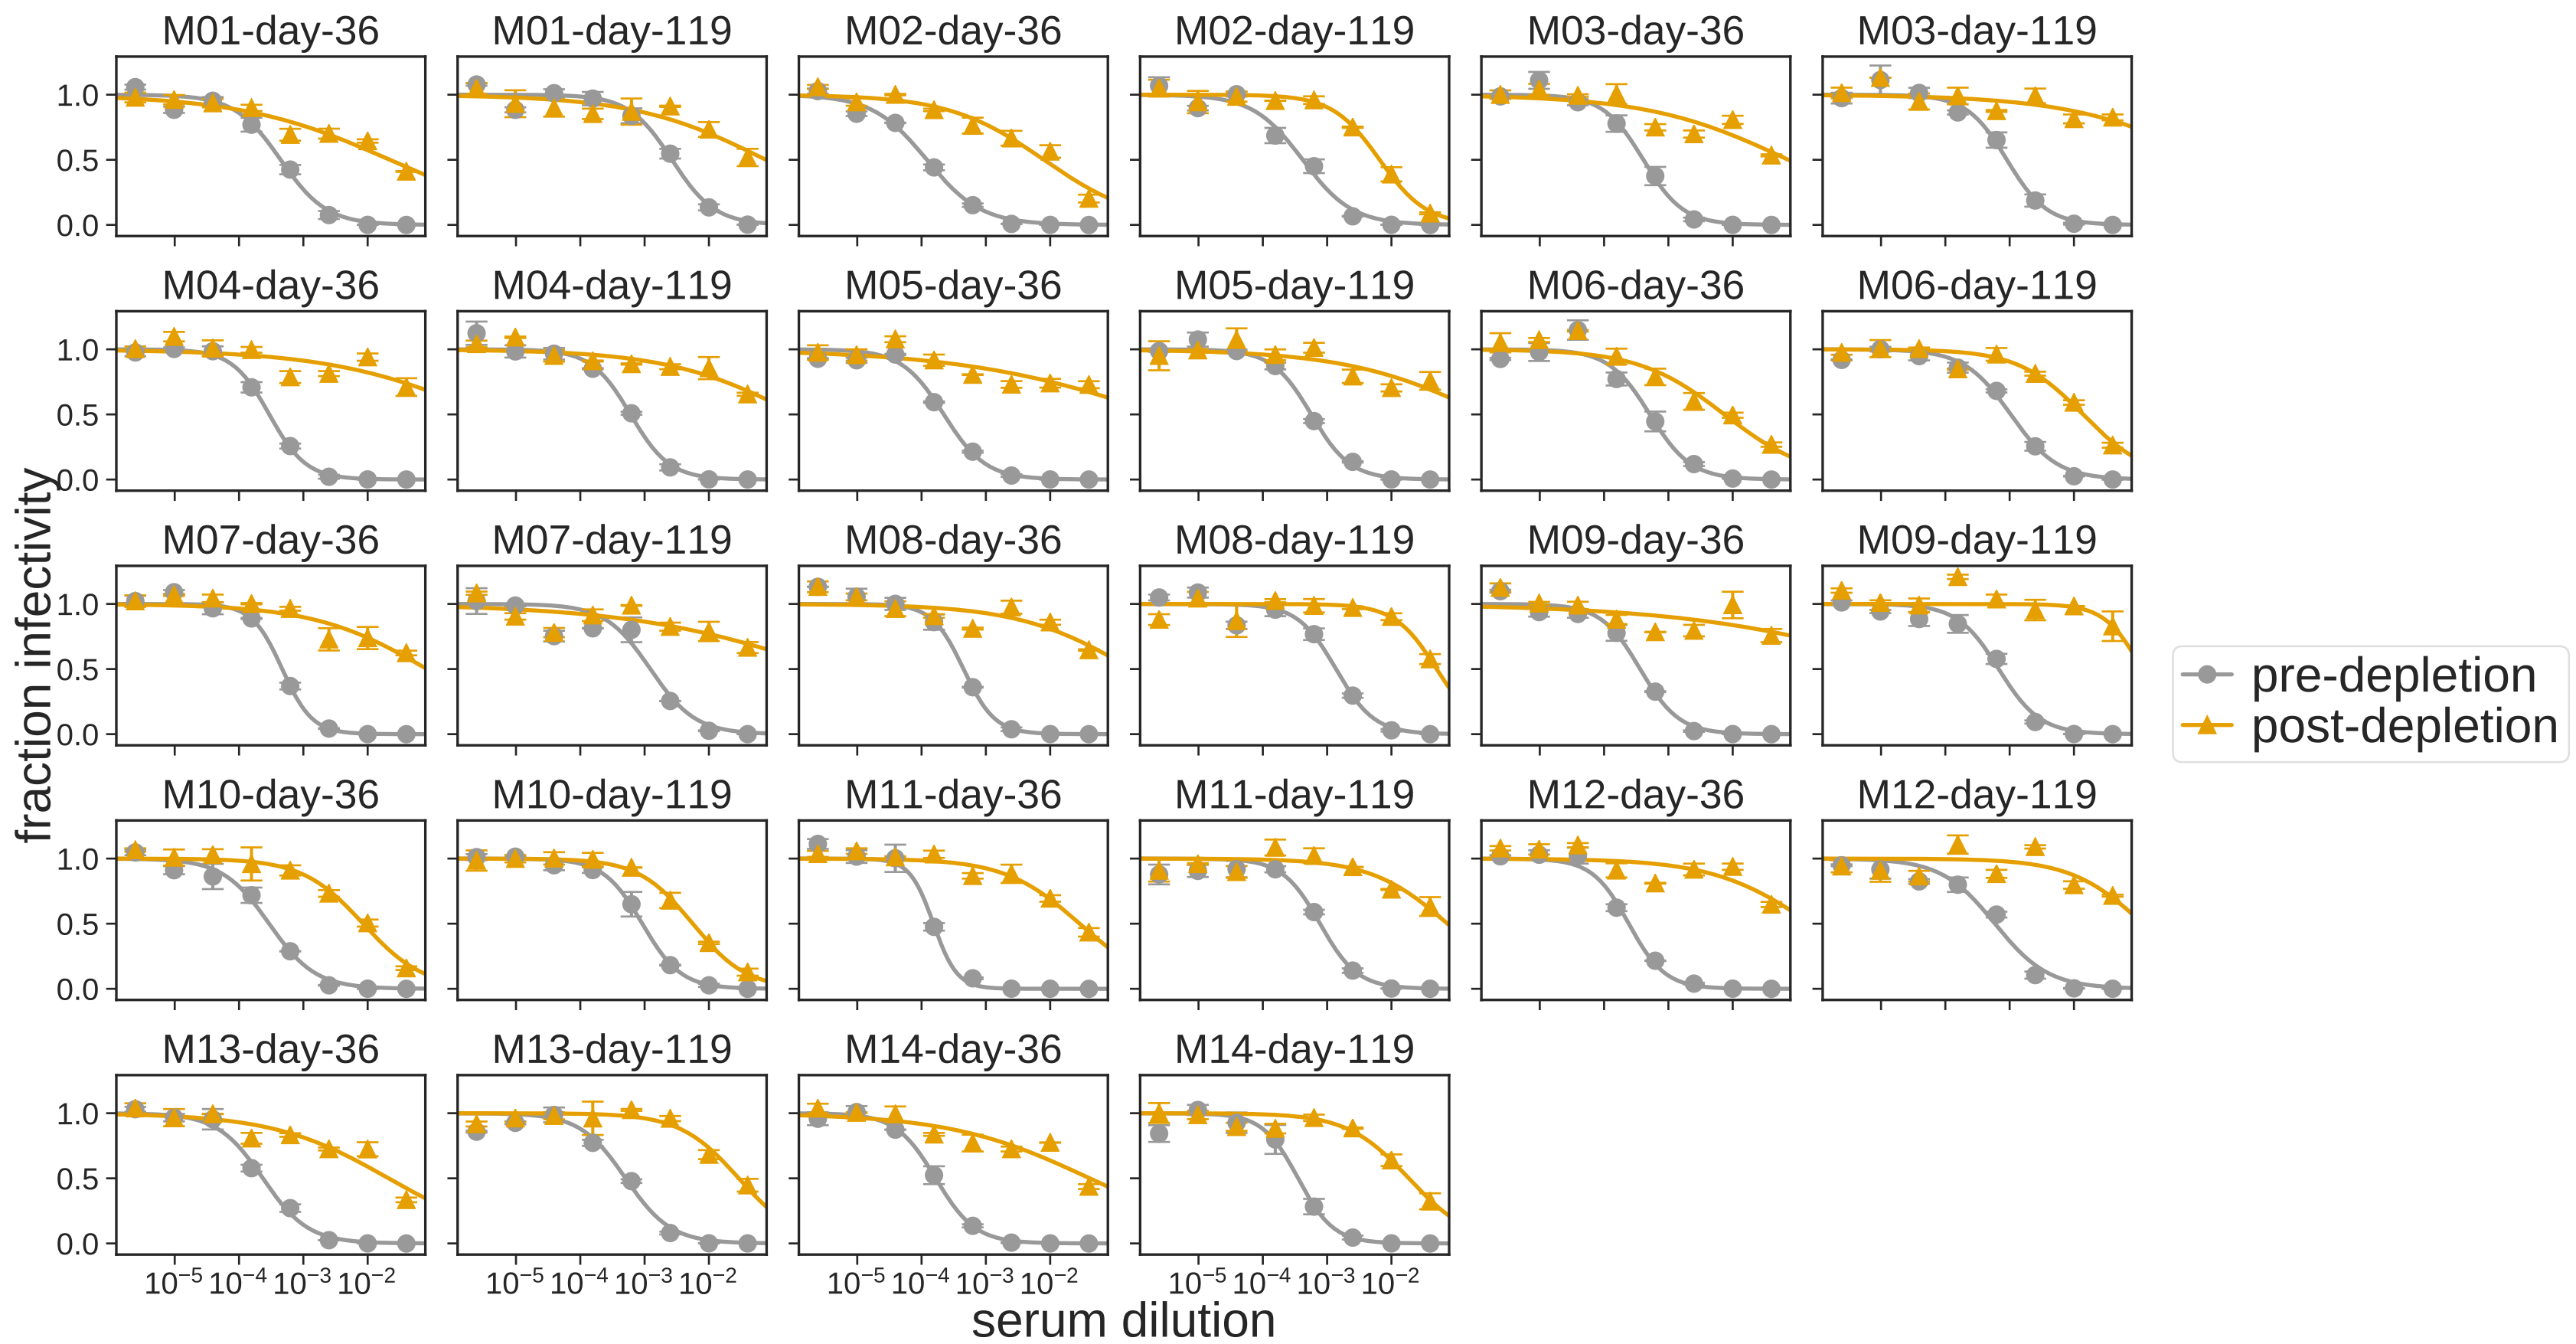 M01-day-36 M01-day-119 M02-day-36 M02-day-119 M03-day-36 M03-day-119
1.0
0.5
0.0
M04-day-36 M04-day-119 M05-day-36 M05-day-119 M06-day-36 M06-day-119
1.0
0.5
0.0
M07-day-36 M07-day-119 M08-day-36 M08-day-119 M09-day-36 M09-day-119
1.0
0.5
0.0
fraction infectivity
pre-depletion
post-depletion
M10-day-36 M10-day-119 M11-day-36 M11-day-119 M12-day-36 M12-day-119
1.0
0.5
0.0
M13-day-36 M13-day-119 M14-day-36 M14-day-119
1.0
0.5
0.0
10⁻⁵ 10⁻⁴ 10⁻³ 10⁻² 10⁻⁵ 10⁻⁴ 10⁻³ 10⁻² 10⁻⁵ 10⁻⁴ 10⁻³ 10⁻² 10⁻⁵ 10⁻⁴ 10⁻³ 10⁻²
serum dilution